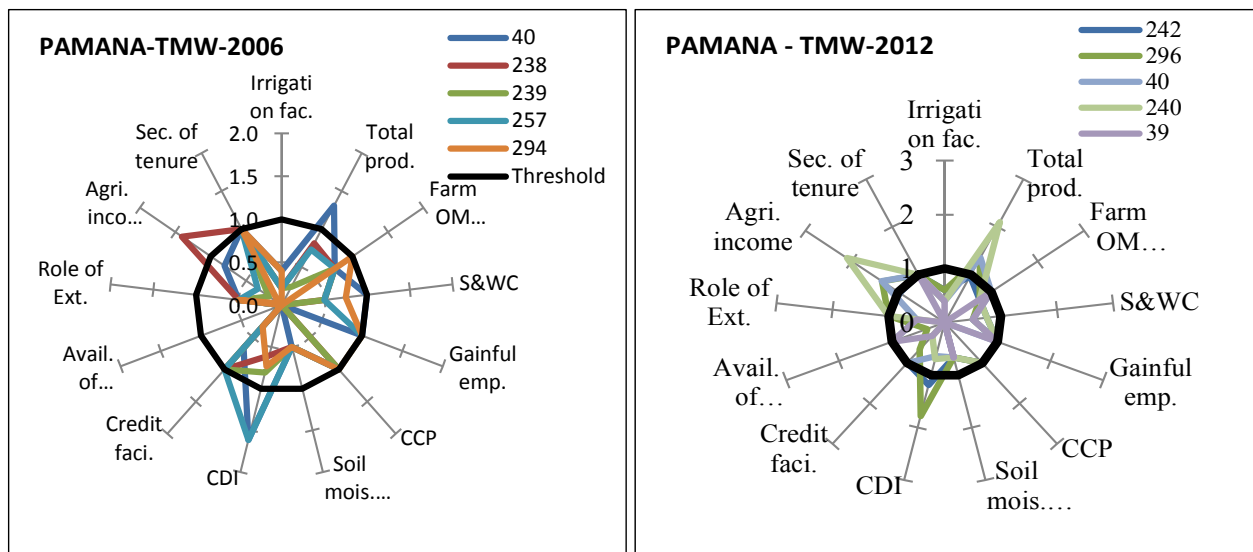 PAMANA-TMW-2006
40
238
239
257
294
Threshold
Irrigati
on fac.
Total
prod.
Farm
OM...
S&WC
Gainful
emp.
CCP
Soil
mois....
CDI
Credit
faci.
Avail.
of...
Role of
Ext.
Agri.
inco...
Sec. of
tenure
2.0
1.5
1.0
0.5
0.0
PAMANA - TMW-2012
242
296
40
240
39
Irrigati
on fac.
Total
prod.
Farm
OM...
S&WC
Gainful
emp.
CCP
Soil
mois....
CDI
Credit
faci.
Avail.
of...
Role of
Ext.
Agri.
income
Sec. of
tenure
3
2
1
0